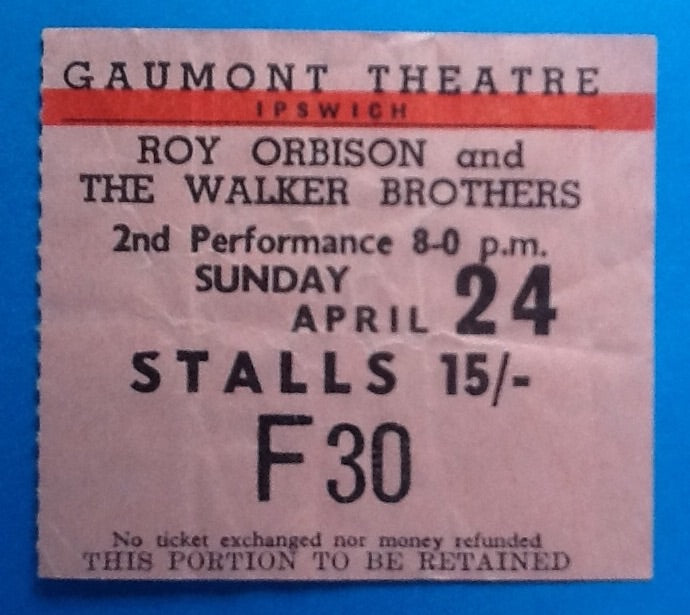 GAUMONT THEATRE
IPSWICH
ROY ORBISON and
THE WALKER BROTHERS
2nd Performance 8-0 p.m.
SUNDAY
APRIL 24
STALLS 15/-
F 30
No ticket exchanged nor money refunded
THIS PORTION TO BE RETAINED